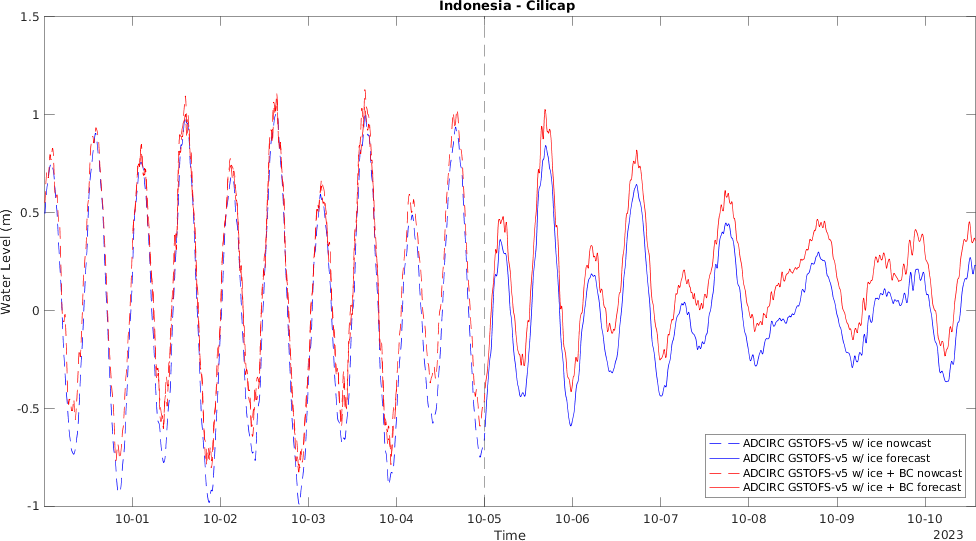 Indonesia - Cilicap
1.5
1
0.5
0
-0.5
-1
Water Level (m)
10-01 10-02 10-03 10-04 10-05 10-06 10-07 10-08 10-09 10-10
Time
2023
ADCIRC GSTOFS-v5 w/ ice nowcast
ADCIRC GSTOFS-v5 w/ ice forecast
ADCIRC GSTOFS-v5 w/ ice + BC nowcast
ADCIRC GSTOFS-v5 w/ ice + BC forecast